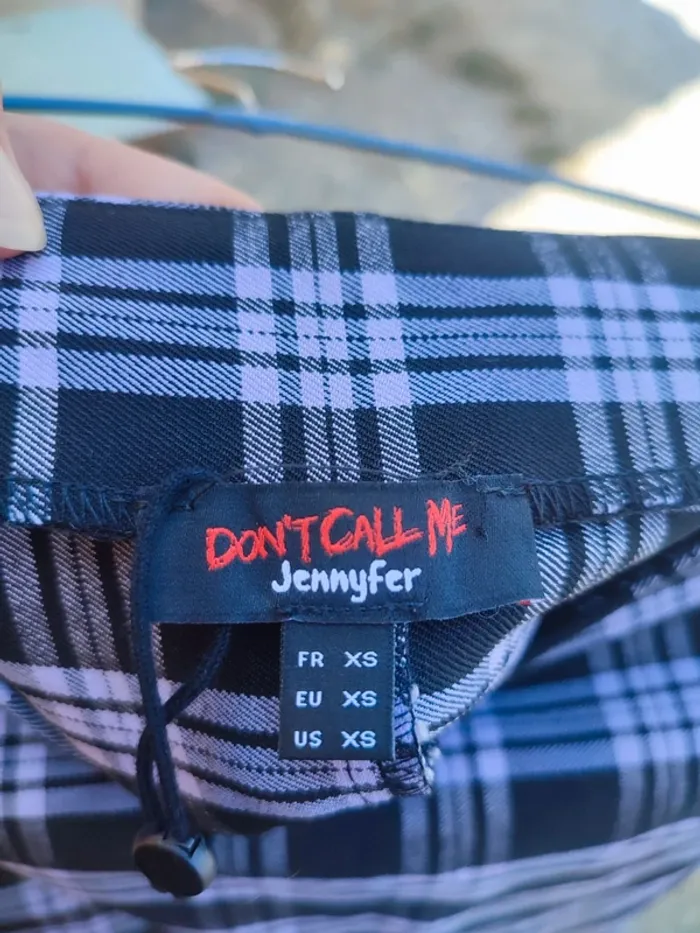 DON'T CALL ME
Jennyfer
FR XS
EU XS
US XS